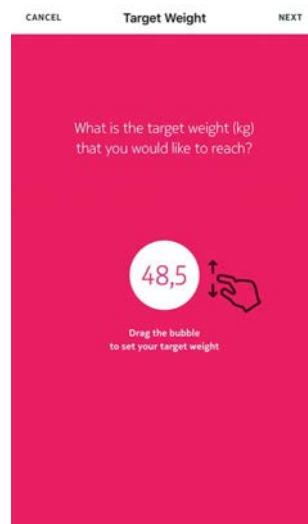 CANCEL Target Weight NEXT
What is the target weight (kg)
that you would like to reach?
48,5
Drag the bubble
to set your target weight